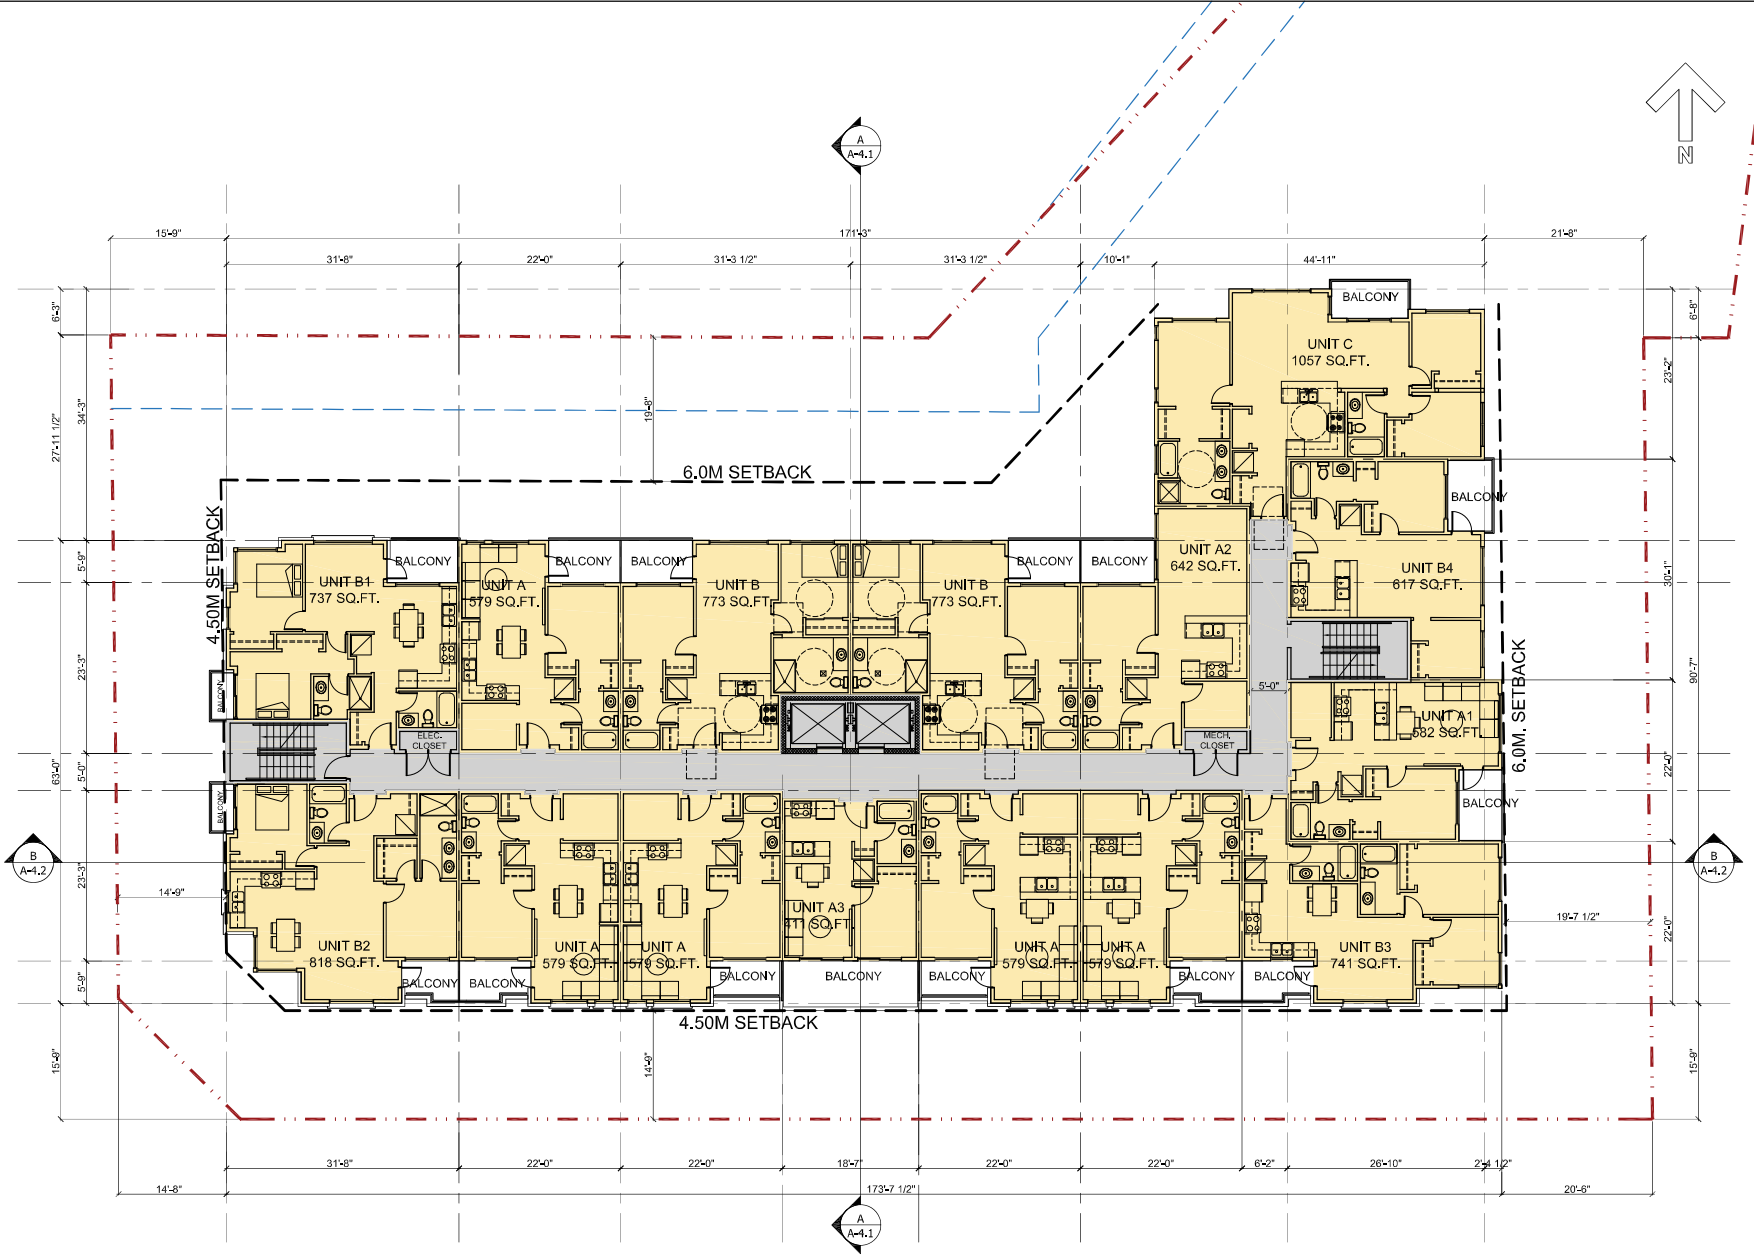 A
A-4.1
N
15'-9"
171'-3"
21'-8"
31'-8"
22'-0"
31'-3 1/2"
31'-3 1/2"
10'-1"
44'-11"
6'-3"
27'-11 1/2"
34'-3"
5'-9"
23'-3"
63'-0"
5'-0"
23'-3"
5'-9"
15'-9"
6'-8"
23'-2"
30'-1"
90'-7"
22'-0"
22'-0"
15'-9"
19'-8"
6.0M SETBACK
4.50M SETBACK
6.0M. SETBACK
4.50M SETBACK
BALCONY
UNIT C
1057 SQ.FT.
BALCONY
BALCONY
BALCONY
BALCONY
BALCONY
BALCONY
UNIT B1
737 SQ.FT.
UNIT A
579 SQ.FT.
UNIT B
773 SQ.FT.
UNIT B
773 SQ.FT.
UNIT A2
642 SQ.FT.
UNIT B4
617 SQ.FT.
BALCONY
5'-0"
UNIT A1
582 SQ.FT.
ELEC.
CLOSET
MECH.
CLOSET
BALCONY
BALCONY
B
A-4.2
B
A-4.2
14'-9"
19'-7 1/2"
UNIT B2
818 SQ.FT.
UNIT A
579 SQ.FT.
UNIT A
579 SQ.FT.
UNIT A3
411 SQ.FT.
UNIT A
579 SQ.FT.
UNIT A
579 SQ.FT.
UNIT B3
741 SQ.FT.
BALCONY
BALCONY
BALCONY
BALCONY
BALCONY
BALCONY
BALCONY
14'-9"
31'-8"
22'-0"
22'-0"
18'-7"
22'-0"
22'-0"
6'-2"
26'-10"
2'-4 1/2"
14'-8"
173'-7 1/2"
20'-6"
A
A-4.1